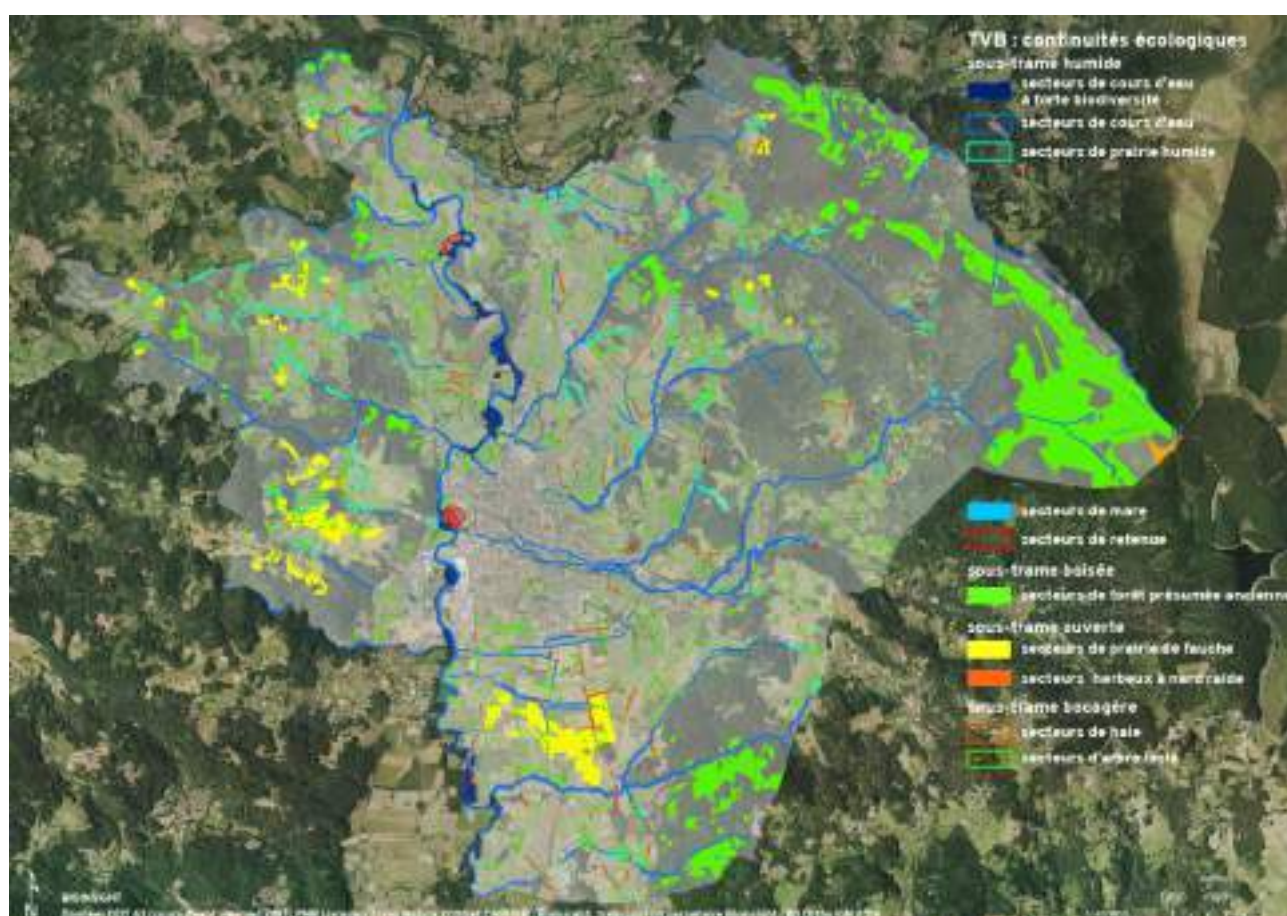 TVB : continuités écologiques
sous-trame humide
secteurs de cours d'eau
à forte biodiversité
secteurs de cours d'eau
secteurs de prairie humide
secteurs de mare
secteurs de retenue
sous-trame boisée
secteurs de forêt présumée ancienne
sous-trame ouverte
secteurs de prairie de fauche
secteurs herbeux à nardraide
sous-trame bocagère
secteurs de haie
secteurs d'arbre isolé